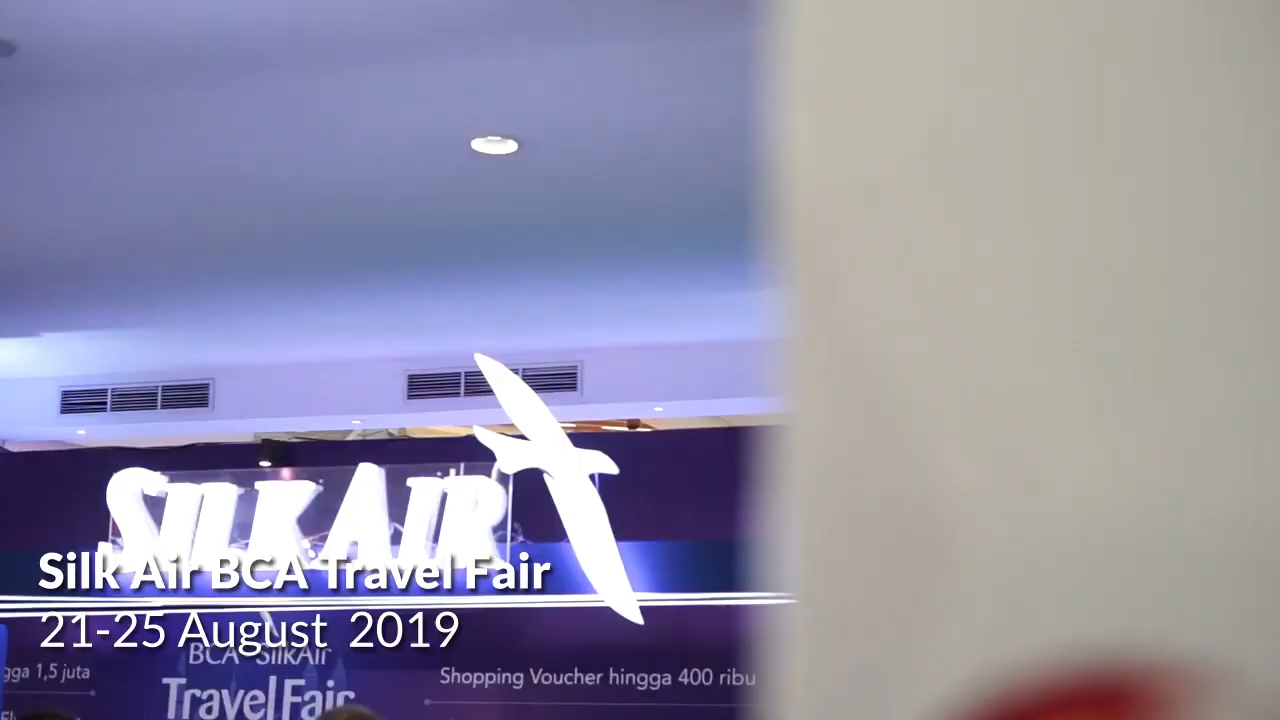 SILKAIR
Silk Air BCA Travel Fair
21-25 August 2019
BCA SilkAir
Travel Fair
gga 1,5 juta
Shopping Voucher hingga 400 ribu